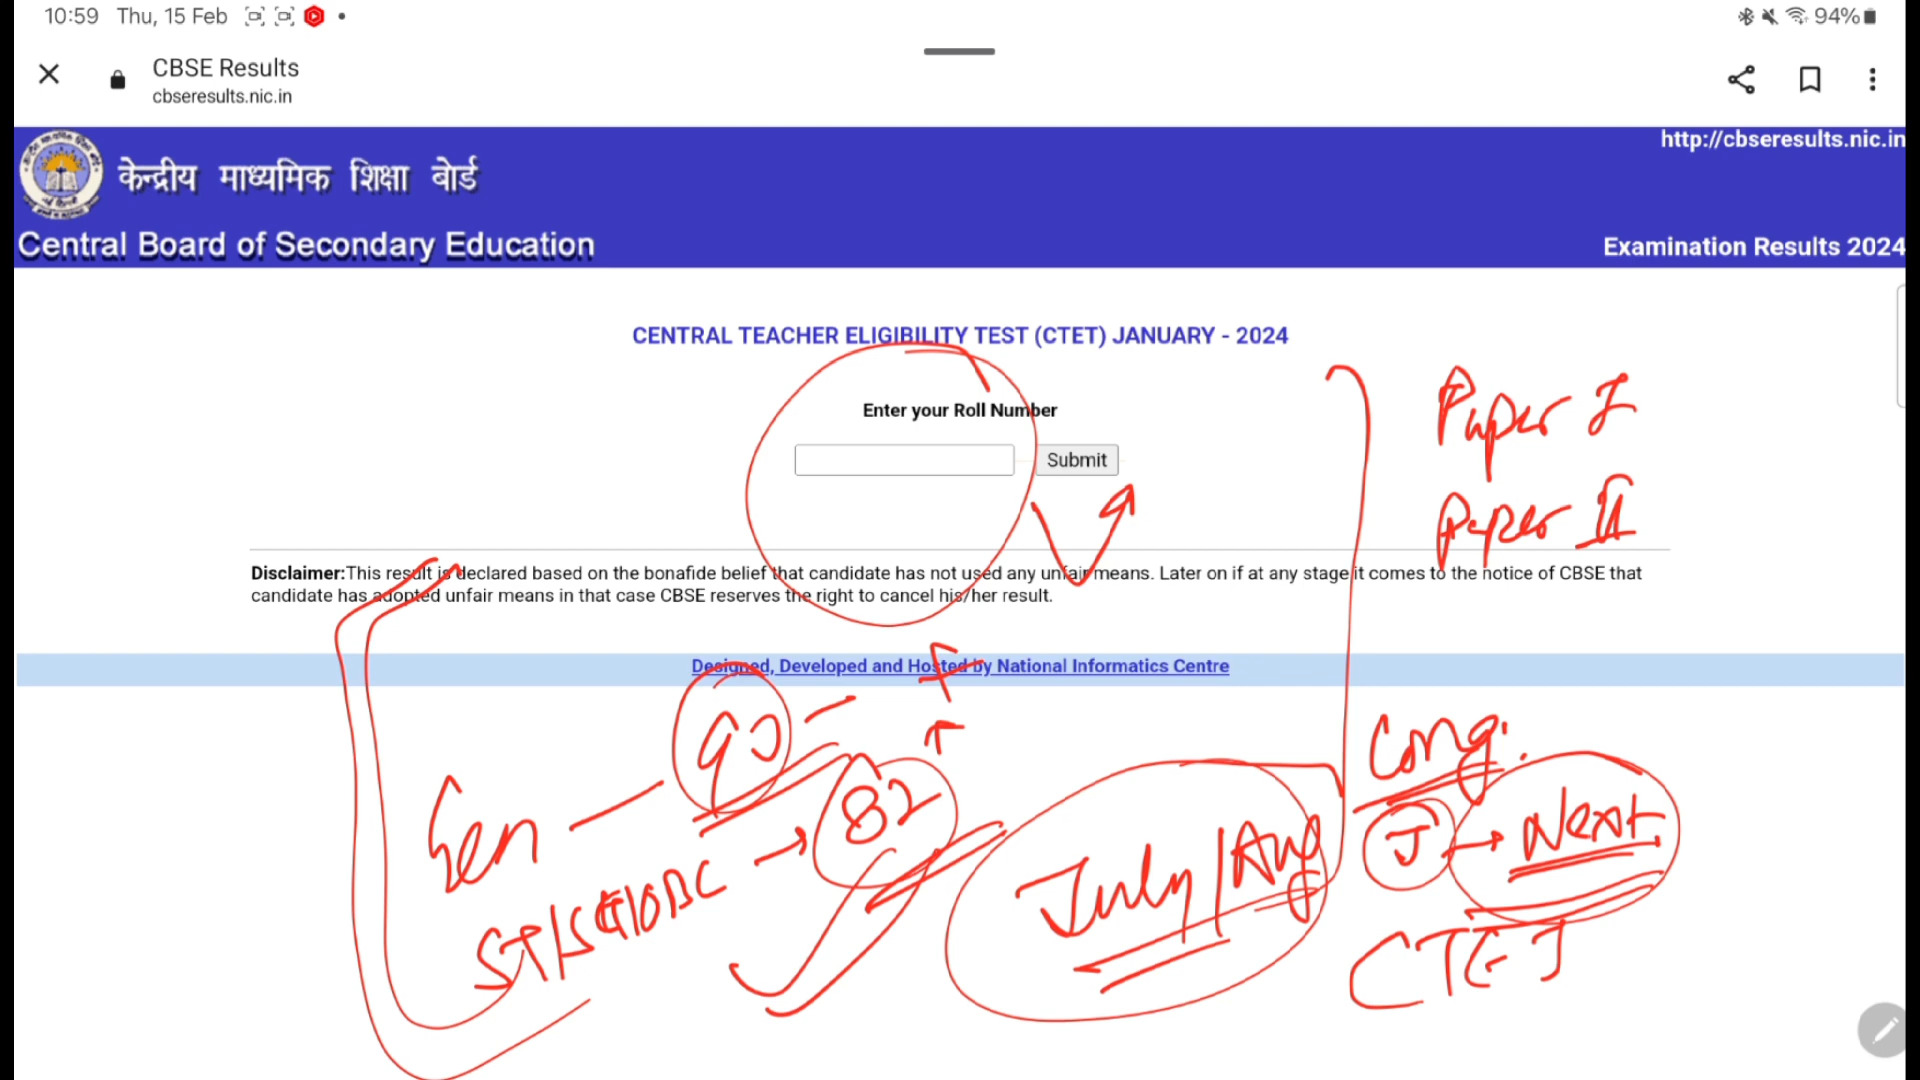 10:59 Thu, 15 Feb
94%
CBSE Results
cbseresults.nic.in
http://cbseresults.nic.in
केन्द्रीय माध्यमिक शिक्षा बोर्ड
Central Board of Secondary Education
Examination Results 2024
CENTRAL TEACHER ELIGIBILITY TEST (CTET) JANUARY - 2024
Enter your Roll Number
Submit
Paper I
Paper II
Disclaimer:This result is declared based on the bonafide belief that candidate has not used any unfair means. Later on if at any stage it comes to the notice of CBSE that
candidate has adopted unfair means in that case CBSE reserves the right to cancel his/her result.
Designed, Developed and Hosted by National Informatics Centre
Gen — 90 —
ST/SC/OBC → 82
July/Aug
Cong.
J → Next
CTET